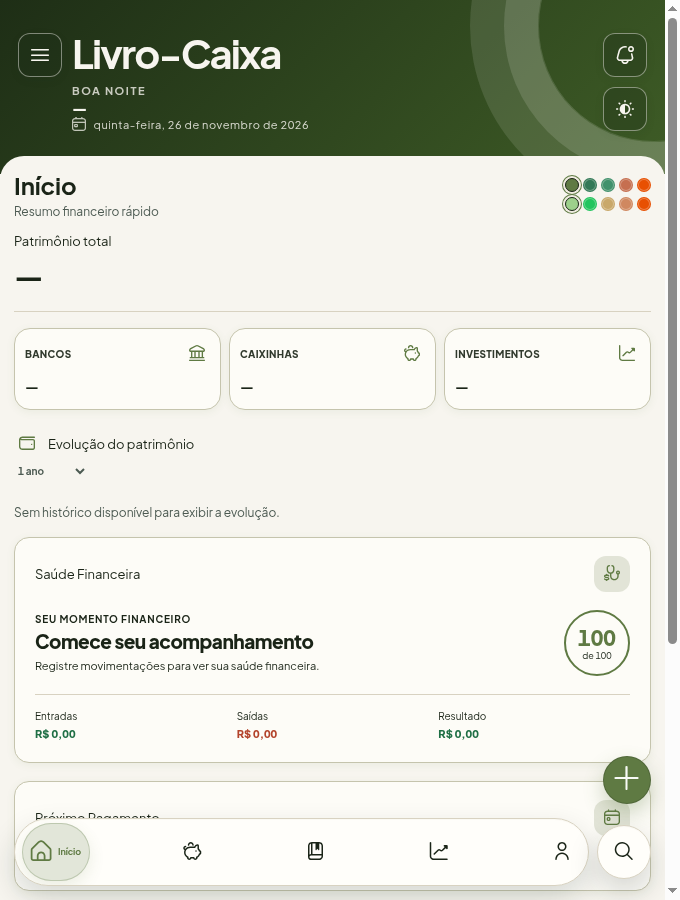 Livro-Caixa
BOA NOITE
—
quinta-feira, 26 de novembro de 2026
Início
Resumo financeiro rápido
Patrimônio total
—
BANCOS
—
CAIXINHAS
—
INVESTIMENTOS
—
Evolução do patrimônio
1 ano
Sem histórico disponível para exibir a evolução.
Saúde Financeira
SEU MOMENTO FINANCEIRO
Comece seu acompanhamento
Registre movimentações para ver sua saúde financeira.
100
de 100
Entradas
R$ 0,00
Saídas
R$ 0,00
Resultado
R$ 0,00
Próximo Pagamento
Início